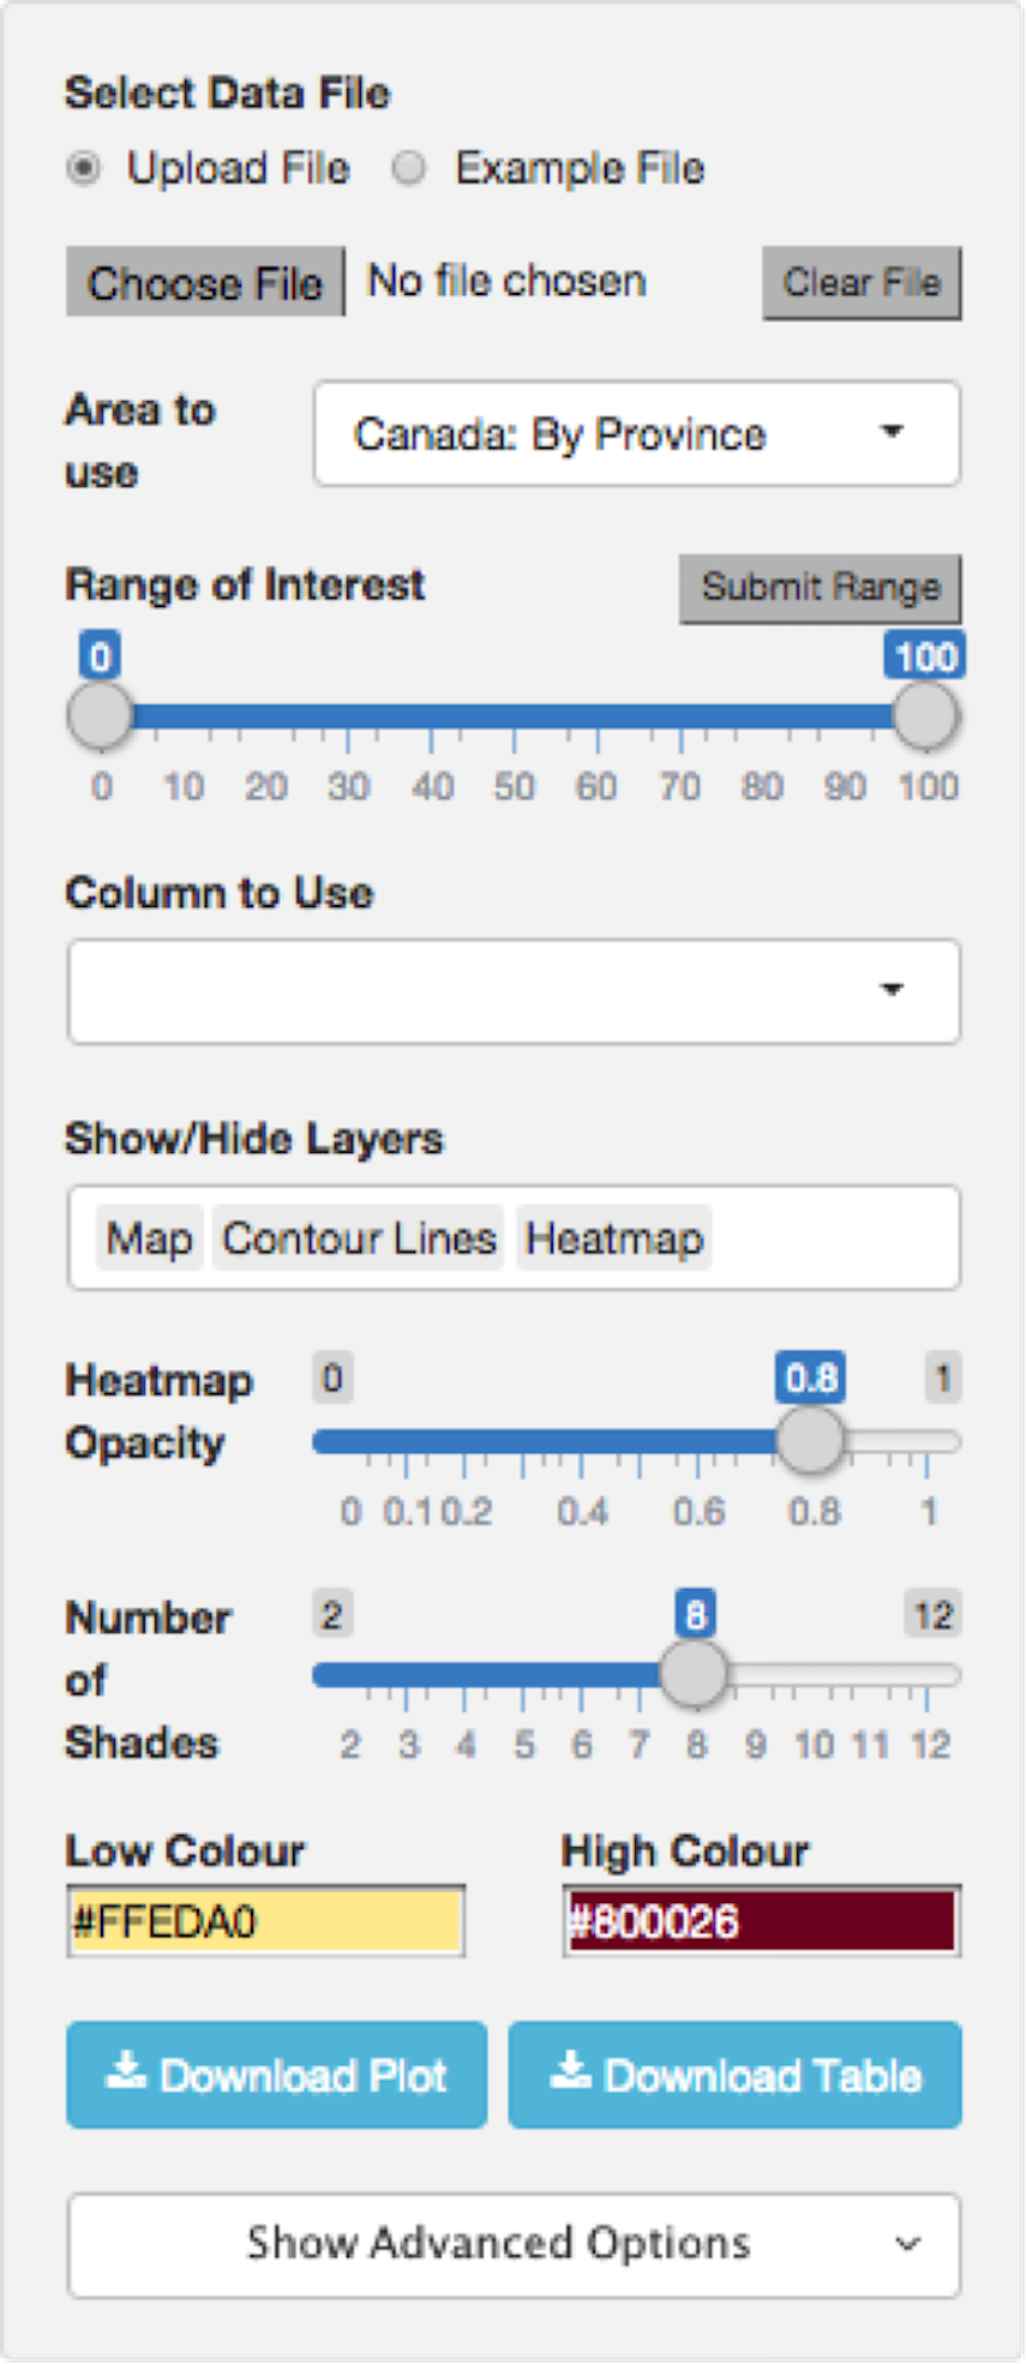 Select Data File
Upload File Example File
Choose File No file chosen Clear File
Area to use
Canada: By Province
Range of Interest Submit Range
0 100
0 10 20 30 40 50 60 70 80 90 100
Column to Use
Show/Hide Layers
Map Contour Lines Heatmap
Heatmap Opacity
0 0.8 1
0 0.1 0.2 0.4 0.6 0.8 1
Number of Shades
2 8 12
2 3 4 5 6 7 8 9 10 11 12
Low Colour High Colour
#FFEDA0 #800026
Download Plot Download Table
Show Advanced Options